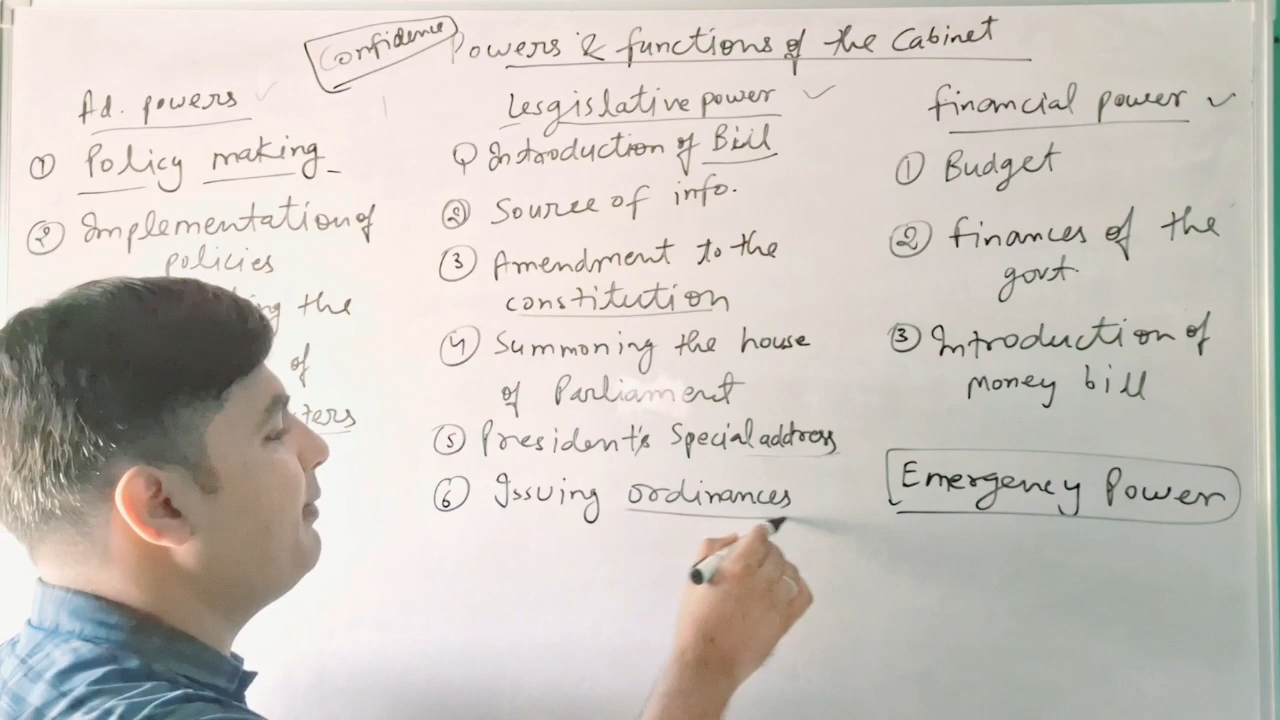 Confidence
Powers & functions of the Cabinet
Ad. powers
① Policy making
② Implementation of
policies
the
of
Lesgislative power
① Introduction of Bill
② Source of info.
③ Amendment to the
constitution
④ Summoning the house
of Parliament
⑤ President's Special address
⑥ Issuing ordinances
financial power
① Budget
② finances of the
govt.
③ Introduction of
money bill
Emergency Power